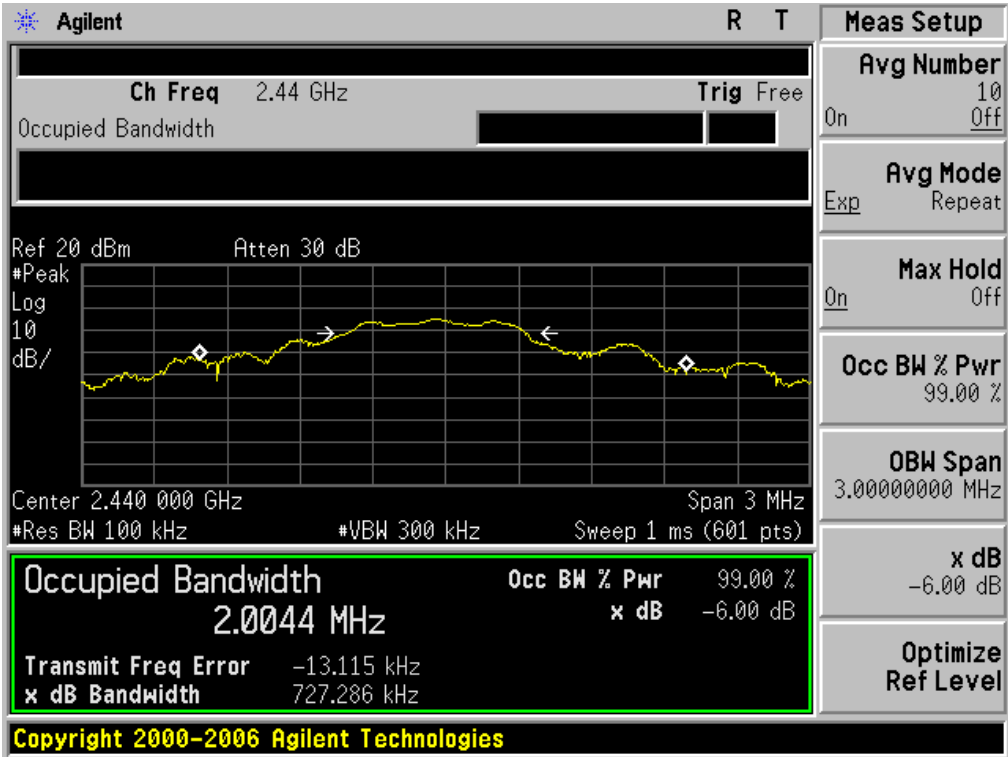 Agilent R T
Ch Freq 2.44 GHz Trig Free
Occupied Bandwidth
Ref 20 dBm Atten 30 dB
#Peak
Log
10
dB/
Center 2.440 000 GHz Span 3 MHz
#Res BW 100 kHz #VBW 300 kHz Sweep 1 ms (601 pts)
Occupied Bandwidth Occ BW % Pwr 99.00 %
2.0044 MHz x dB -6.00 dB
Transmit Freq Error -13.115 kHz
x dB Bandwidth 727.286 kHz
Copyright 2000-2006 Agilent Technologies
Meas Setup
Avg Number
10
On Off
Avg Mode
Exp Repeat
Max Hold
On Off
Occ BW % Pwr
99.00 %
OBW Span
3.00000000 MHz
x dB
-6.00 dB
Optimize
Ref Level